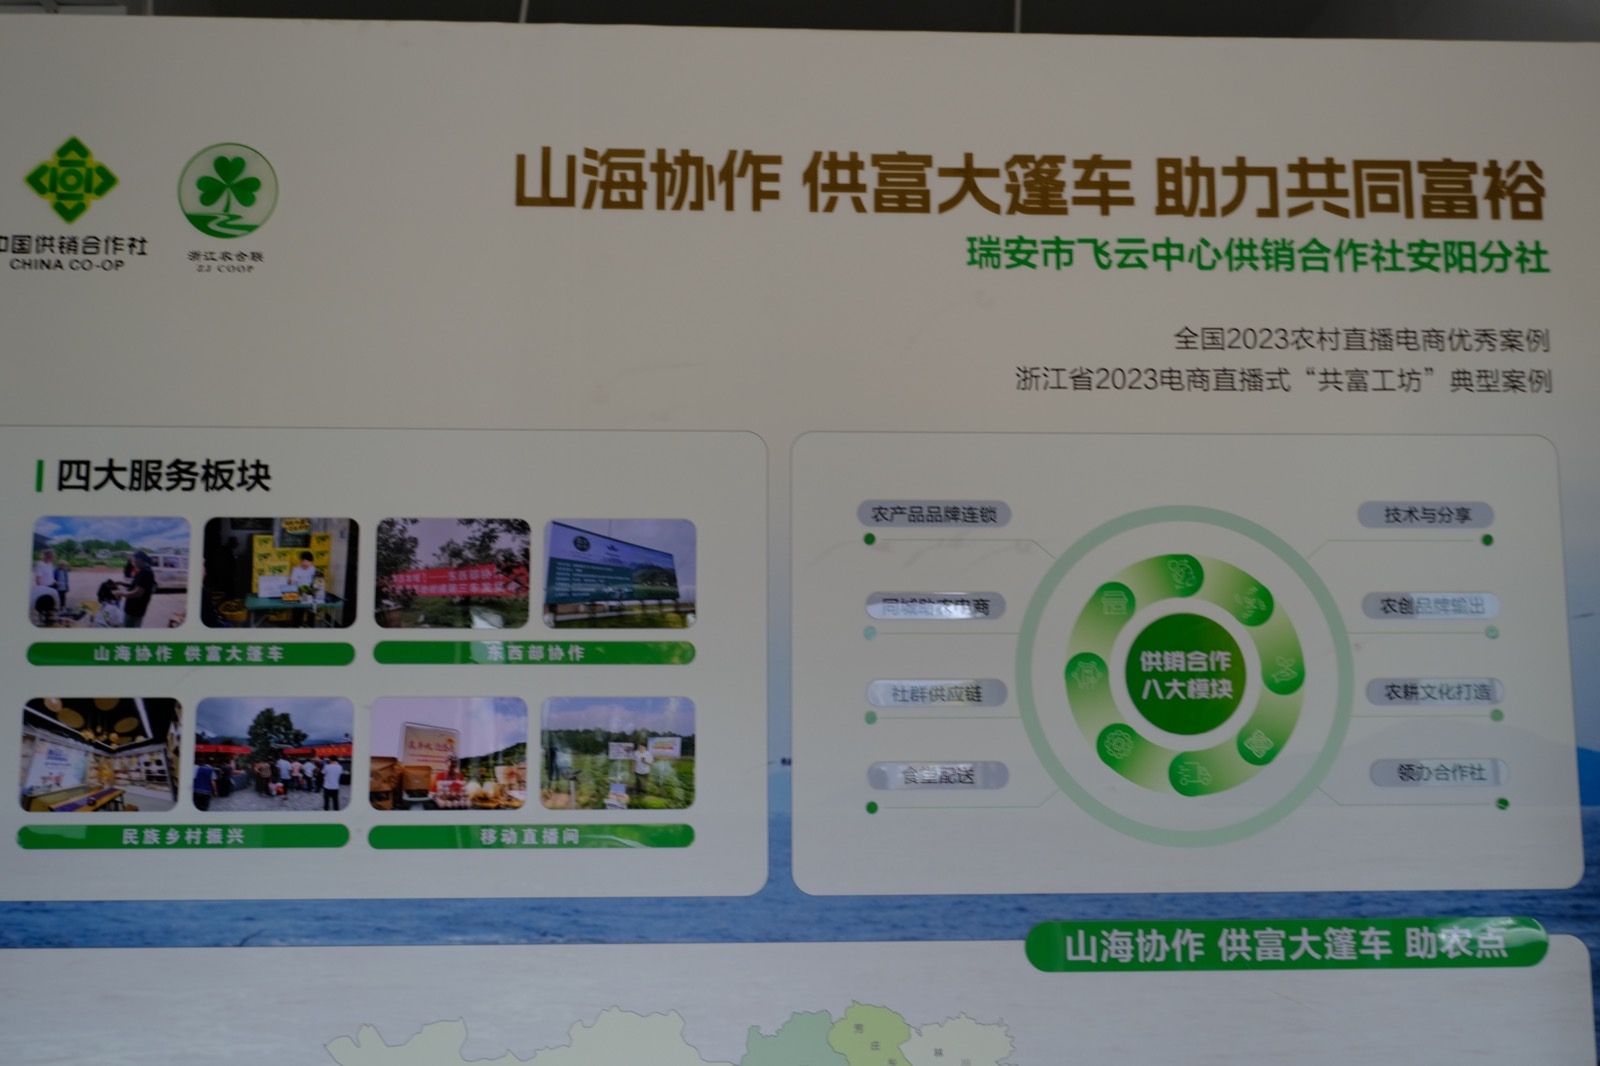 中国供销合作社
CHINA CO-OP
浙江农合联
ZJ COOP
山海协作 供富大篷车 助力共同富裕
瑞安市飞云中心供销合作社安阳分社
全国2023农村直播电商优秀案例
浙江省2023电商直播式“共富工坊”典型案例
四大服务板块
山海协作 供富大篷车
东西部协作
民族乡村振兴
移动直播间
农产品品牌连锁
同城助农电商
社群供应链
食堂配送
供销合作
八大模块
技术与分享
农创品牌输出
农耕文化打造
领办合作社
山海协作 供富大篷车 助农点
芳
庄
林
川